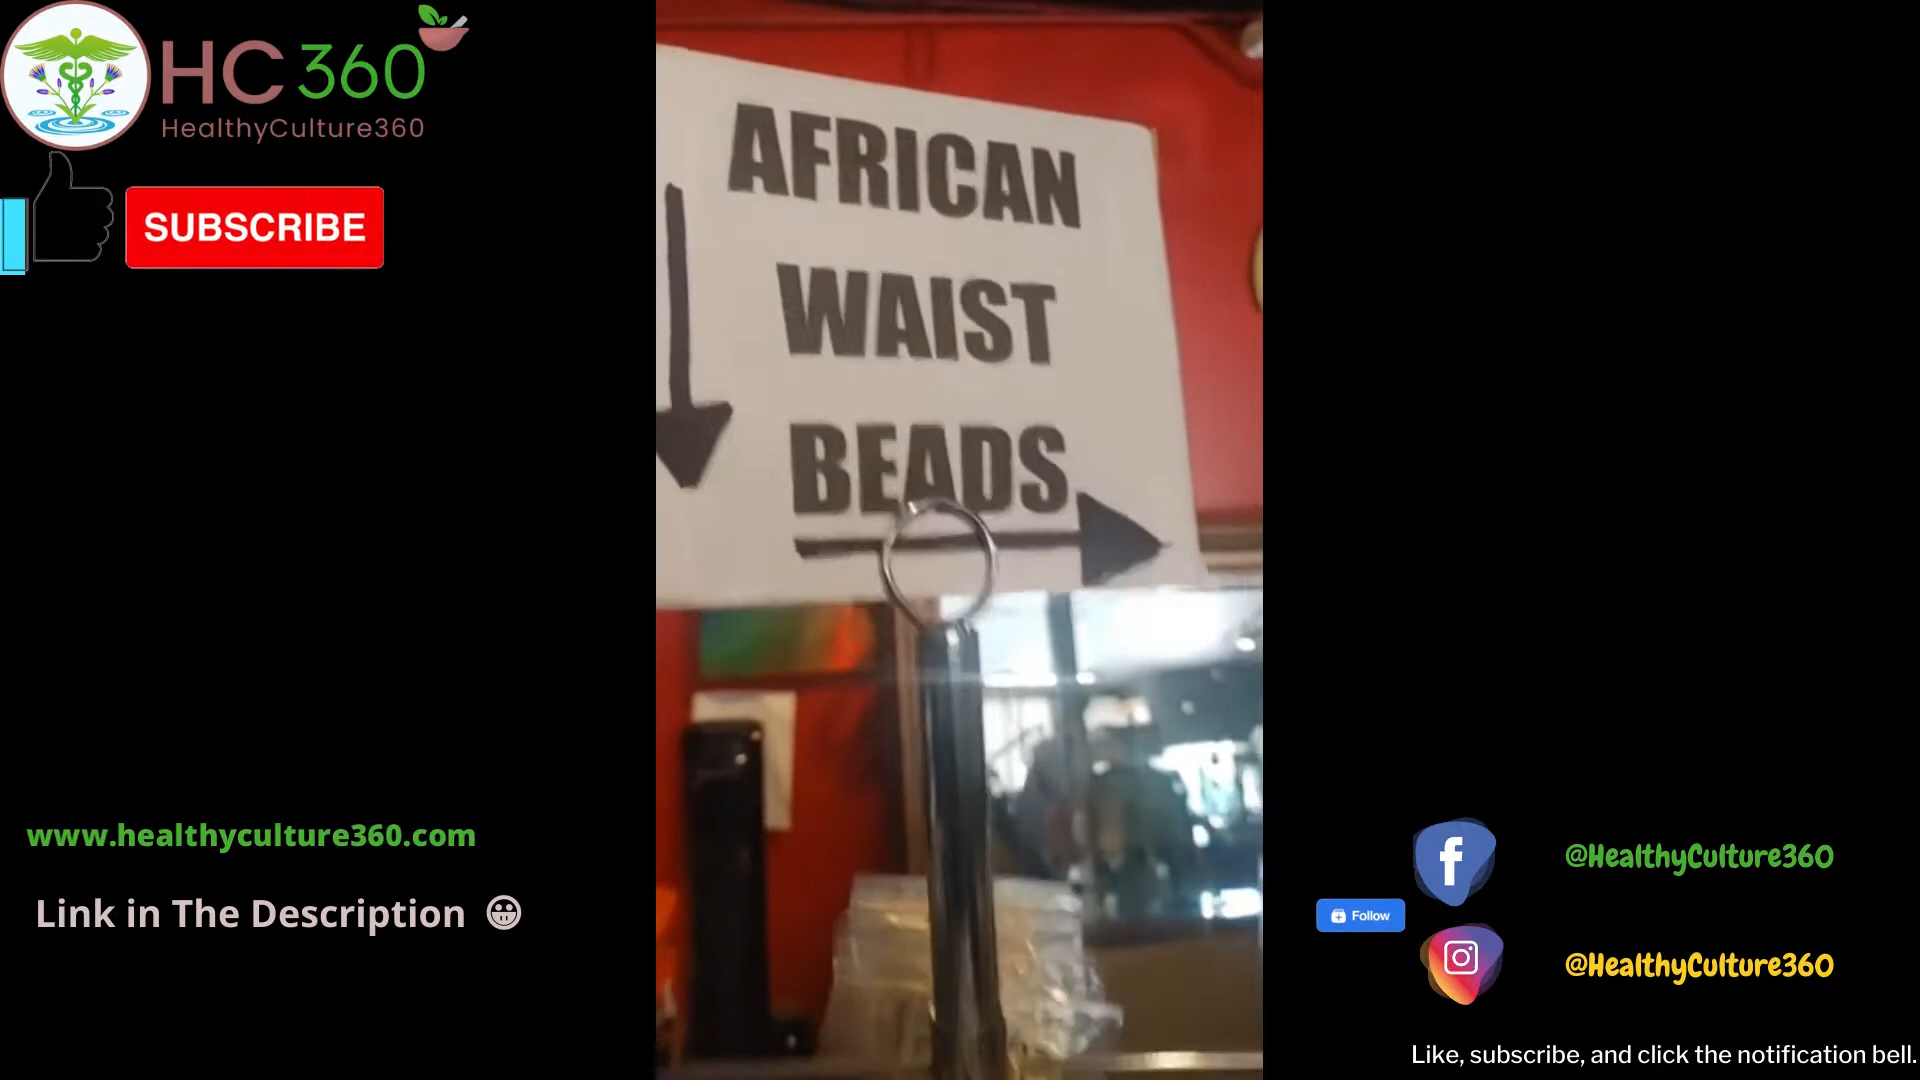 HC 360
HealthyCulture360
SUBSCRIBE
AFRICAN
WAIST
BEADS
www.healthyculture360.com
Link in The Description
@HealthyCulture360
Follow
@HealthyCulture360
Like, subscribe, and click the notification bell.